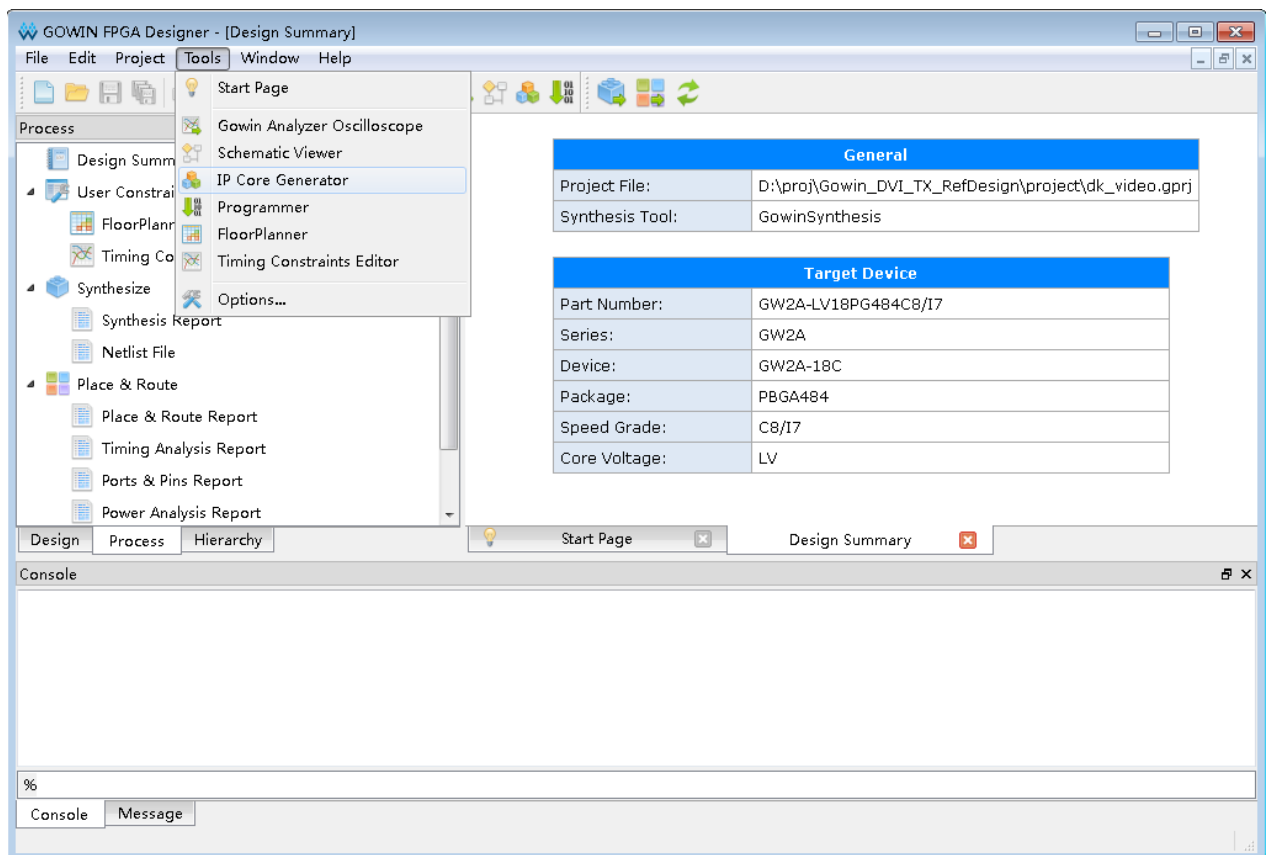 GOWIN FPGA Designer - [Design Summary]
File Edit Project Tools Window Help
Start Page
Gowin Analyzer Oscilloscope
Schematic Viewer
IP Core Generator
Programmer
FloorPlanner
Timing Constraints Editor
Options...
Process
Design Summ
User Constrai
FloorPlanr
Timing Co
Synthesize
Synthesis Report
Netlist File
Place & Route
Place & Route Report
Timing Analysis Report
Ports & Pins Report
Power Analysis Report
Design Process Hierarchy
General
Project File: D:\proj\Gowin_DVI_TX_RefDesign\project\dk_video.gprj
Synthesis Tool: GowinSynthesis
Target Device
Part Number: GW2A-LV18PG484C8/I7
Series: GW2A
Device: GW2A-18C
Package: PBGA484
Speed Grade: C8/I7
Core Voltage: LV
Start Page Design Summary
Console
%
Console Message